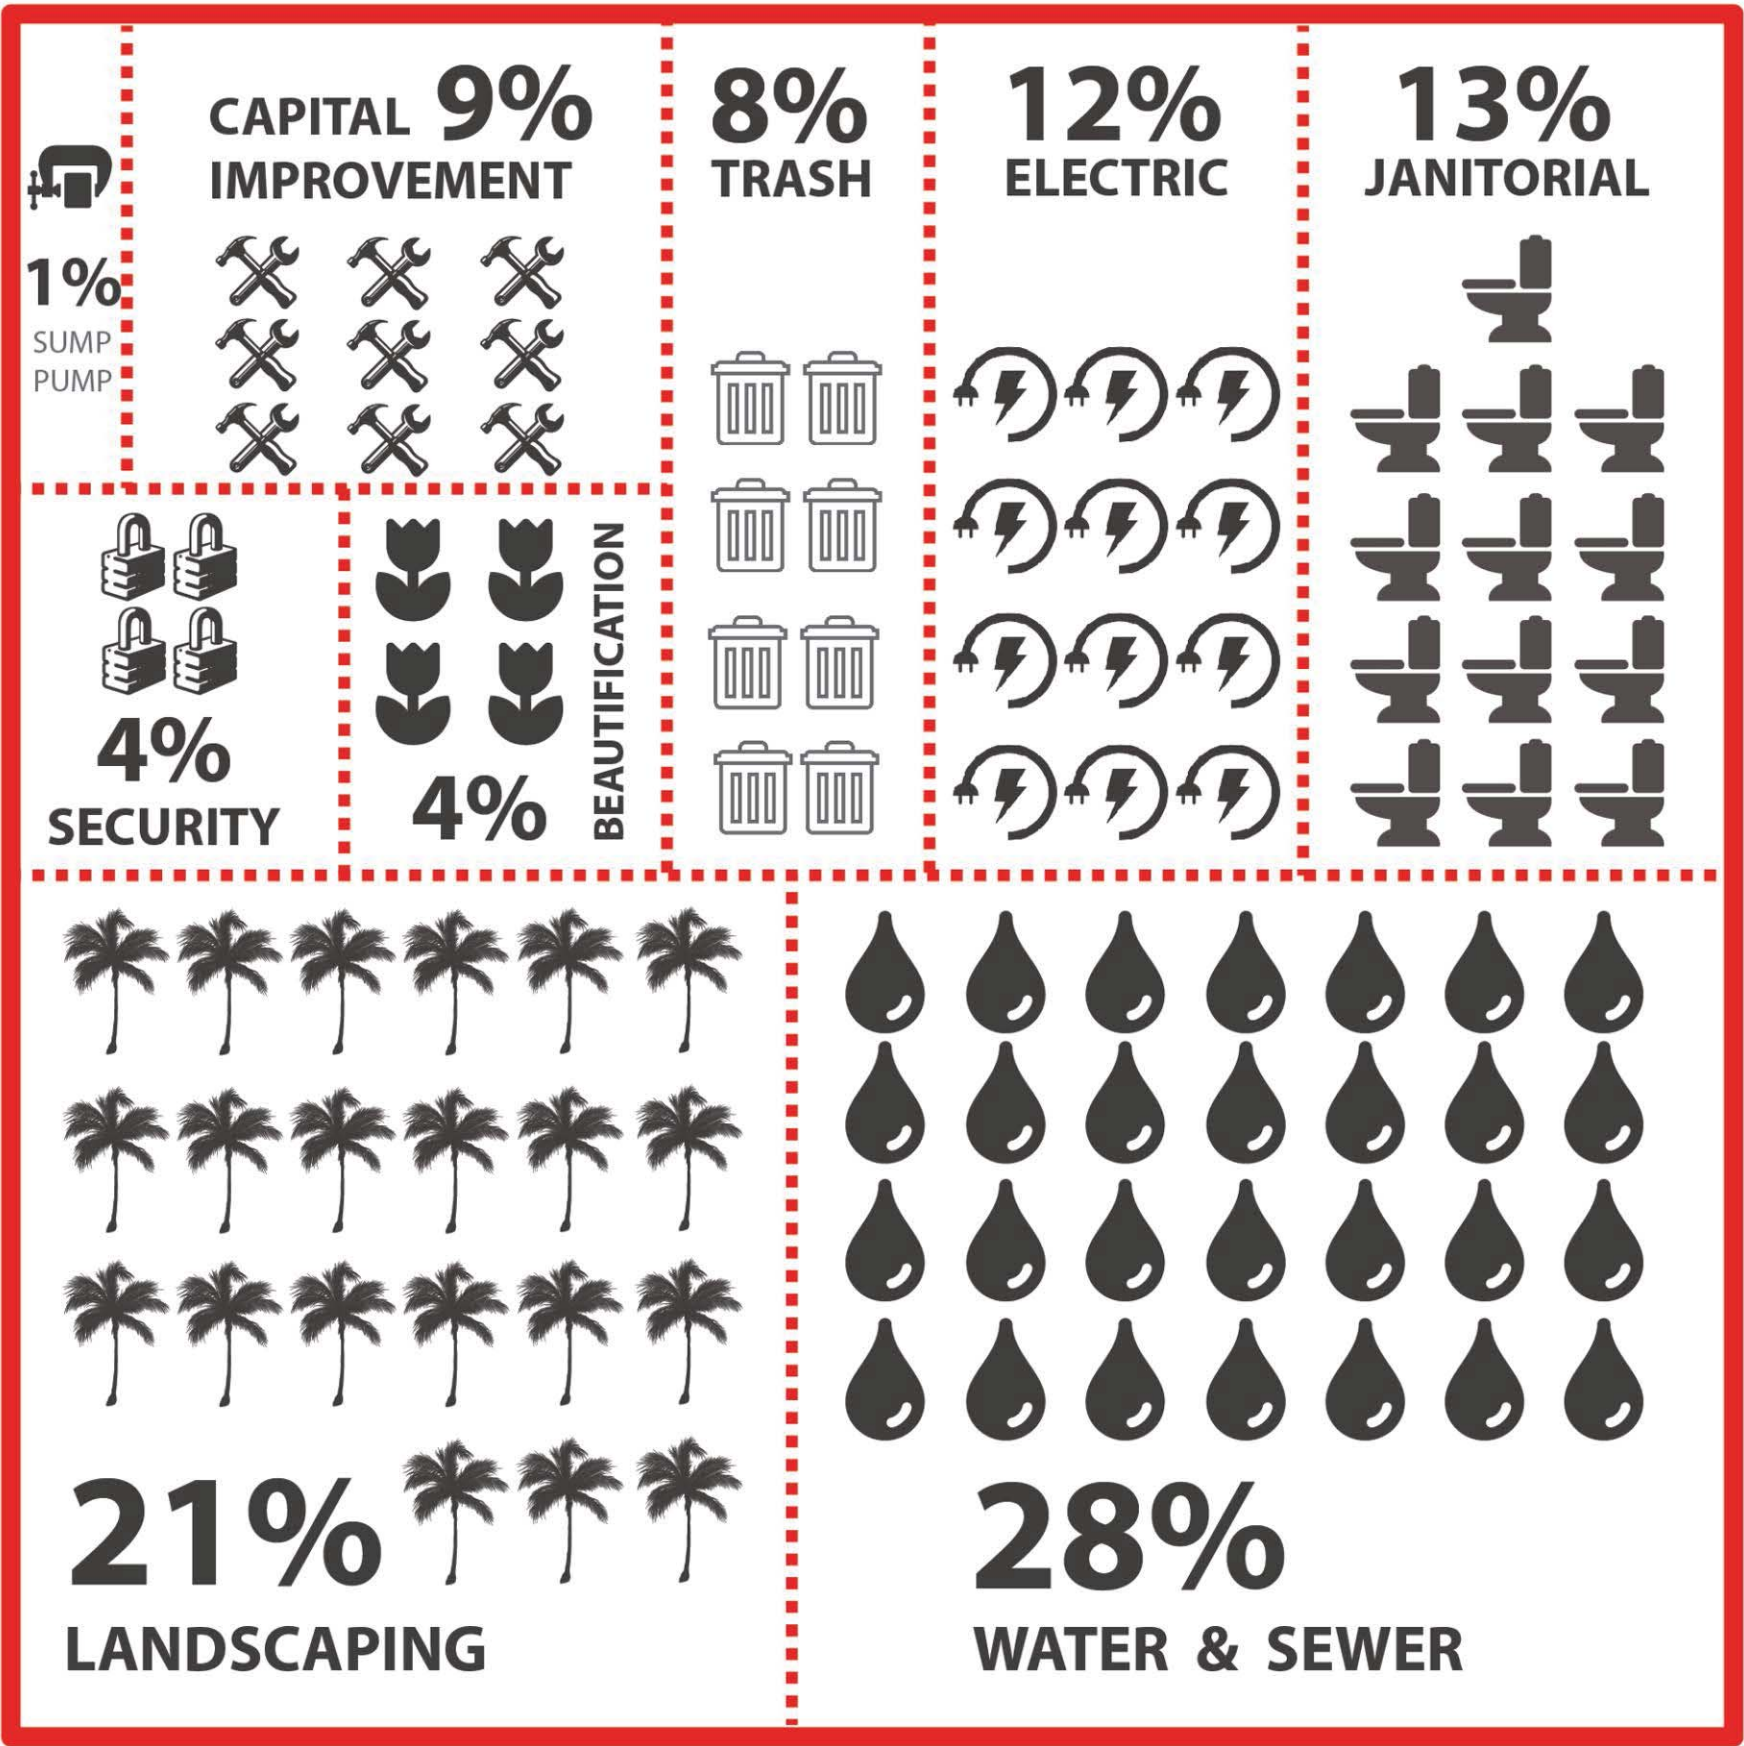 1%
SUMP
PUMP
CAPITAL 9%
IMPROVEMENT
8%
TRASH
12%
ELECTRIC
13%
JANITORIAL
4%
SECURITY
4%
BEAUTIFICATION
21%
LANDSCAPING
28%
WATER & SEWER